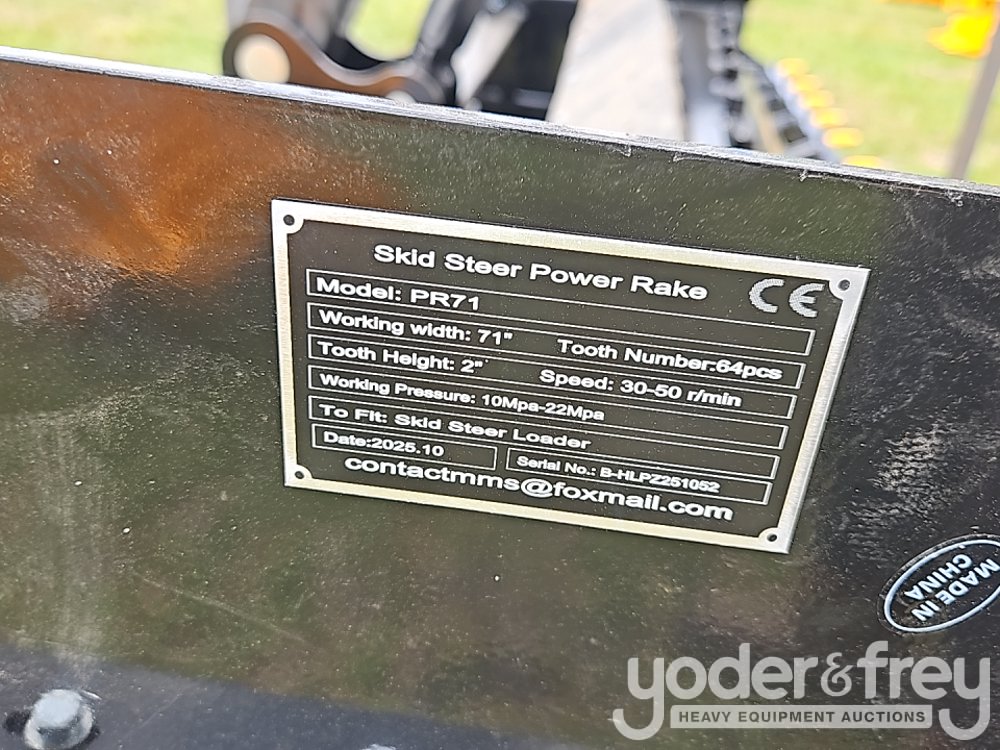 Skid Steer Power Rake
CE
Model: PR71
Working width: 71" Tooth Number:64pcs
Tooth Height: 2" Speed: 30-50 r/min
Working Pressure: 10Mpa-22Mpa
To Fit: Skid Steer Loader
Date:2025.10 Serial No.: B-HLPZ251052
contactmms@foxmail.com
MADE IN
CHINA
yoder&frey
HEAVY EQUIPMENT AUCTIONS